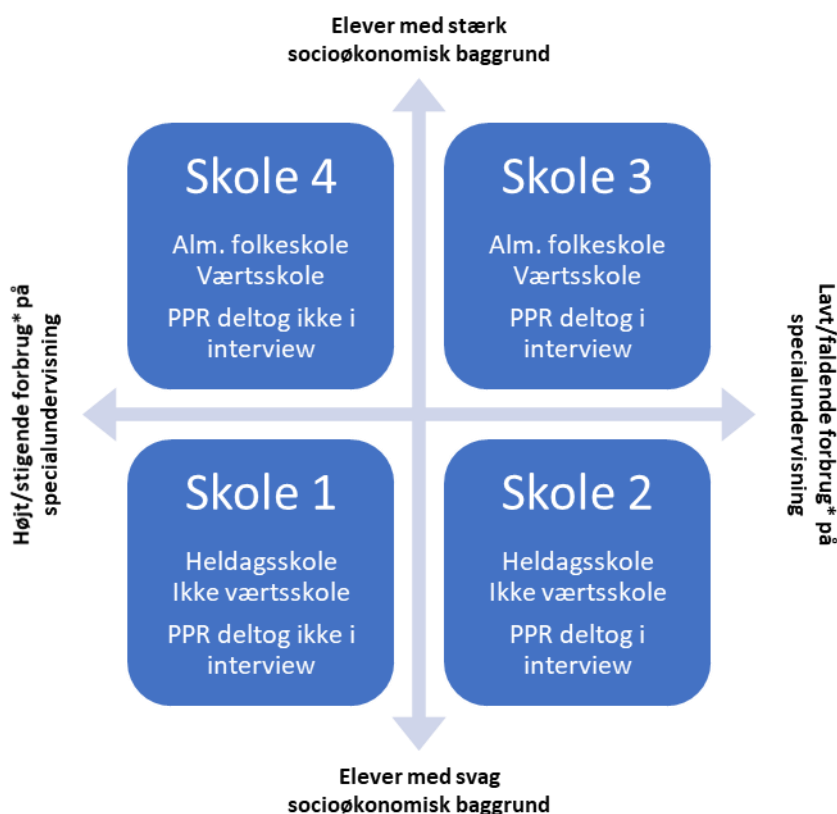 Elever med stærk
socioøkonomisk baggrund
Skole 4
Alm. folkeskole
Værtsskole
PPR deltog ikke i
interview
Skole 3
Alm. folkeskole
Værtsskole
PPR deltog i
interview
Højt/stigende forbrug* på
specialundervisning
Lavt/faldende forbrug* på
specialundervisning
Skole 1
Heldagsskole
Ikke værtsskole
PPR deltog ikke i
interview
Skole 2
Heldagsskole
Ikke værtsskole
PPR deltog i
interview
Elever med svag
socioøkonomisk baggrund